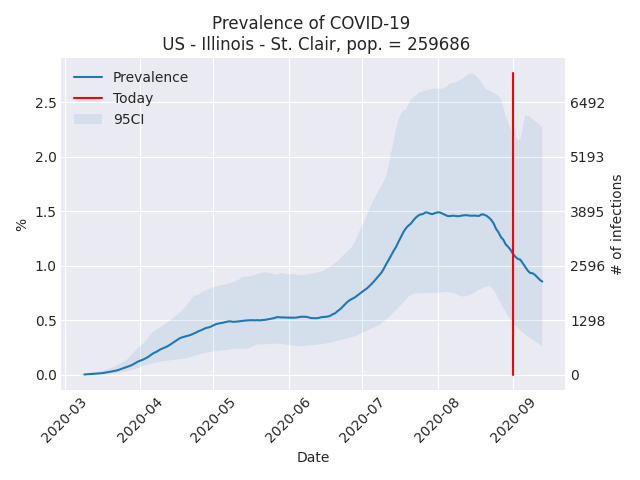 Prevalence of COVID-19
US - Illinois - St. Clair, pop. = 259686
Prevalence
Today
95CI
2.5
2.0
1.5
1.0
0.5
0.0
%
6492
5193
3895
2596
1298
0
# of infections
2020-03
2020-04
2020-05
2020-06
2020-07
2020-08
2020-09
Date